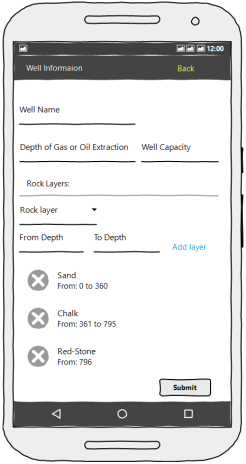 12:00
Well Informaion
Back
Well Name
Depth of Gas or Oil Extraction
Well Capacity
Rock Layers:
Rock layer
From Depth
To Depth
Add layer
Sand
From: 0 to 360
Chalk
From: 361 to 795
Red-Stone
From: 796
Submit